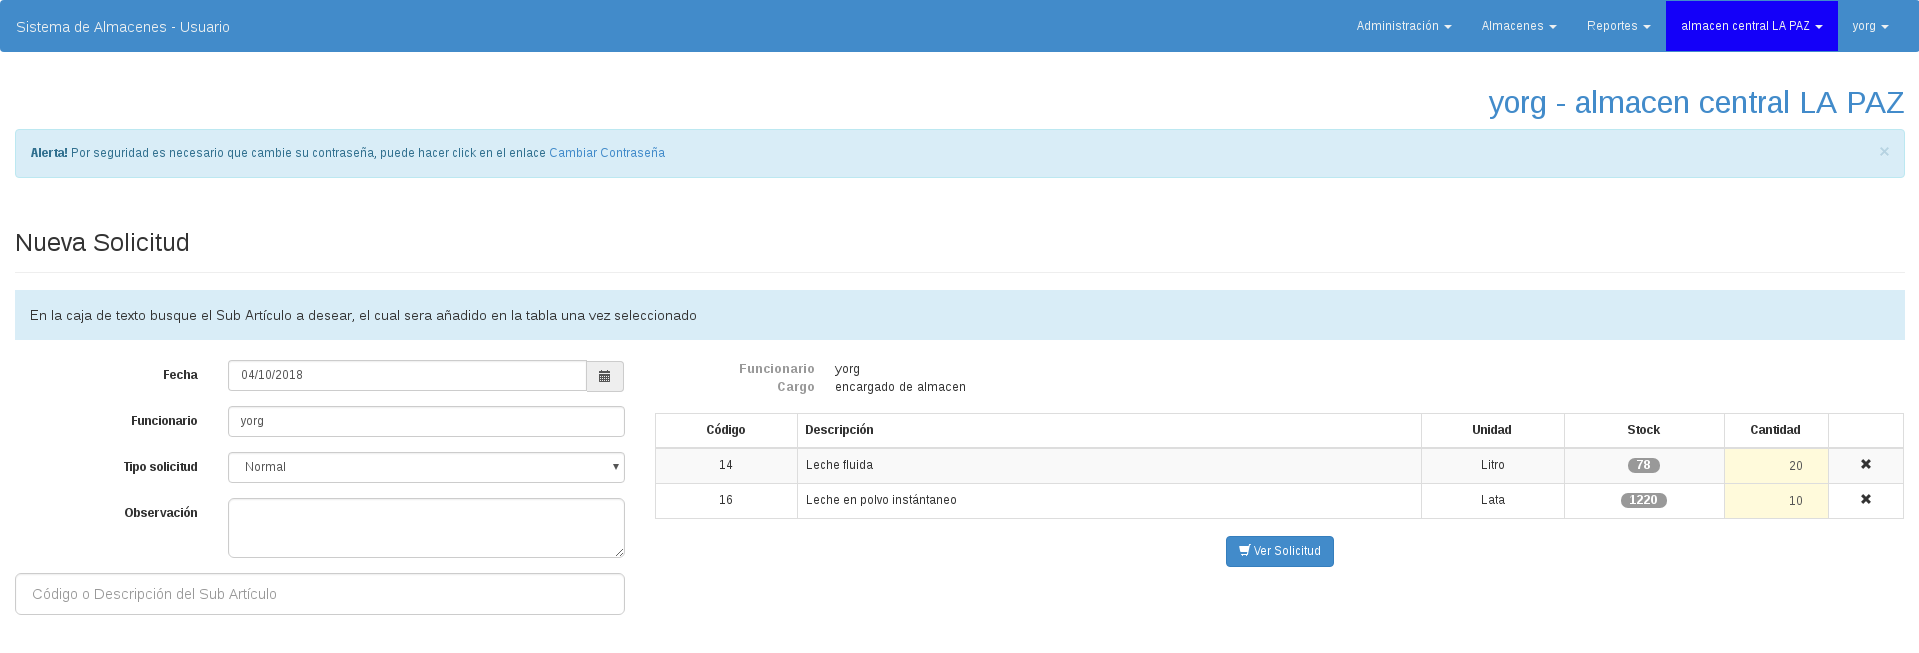 Sistema de Almacenes - Usuario Administración Almacenes Reportes almacen central LA PAZ yorg
yorg - almacen central LA PAZ
Alerta! Por seguridad es necesario que cambie su contraseña, puede hacer click en el enlace Cambiar Contraseña ×
Nueva Solicitud
En la caja de texto busque el Sub Artículo a desear, el cual sera añadido en la tabla una vez seleccionado
Fecha 04/10/2018
Funcionario yorg
Tipo solicitud Normal
Observación
Código o Descripción del Sub Artículo
Funcionario yorg
Cargo encargado de almacen
Código Descripción Unidad Stock Cantidad
14 Leche fluida Litro 78 20
16 Leche en polvo instántaneo Lata 1220 10
Ver Solicitud